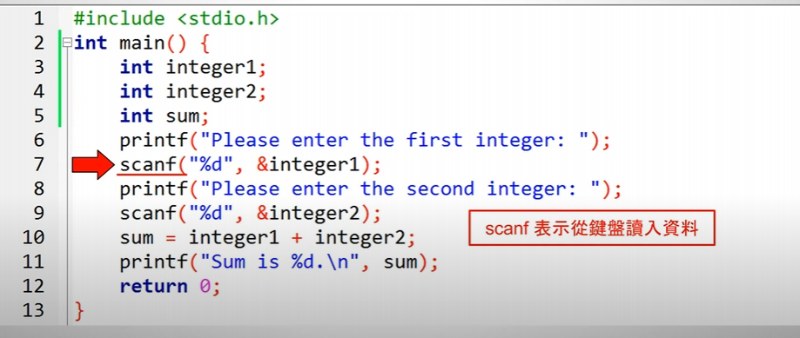 1 #include <stdio.h>
2 int main() {
3 int integer1;
4 int integer2;
5 int sum;
6 printf("Please enter the first integer: ");
7 scanf("%d", &integer1);
8 printf("Please enter the second integer: ");
9 scanf("%d", &integer2);
10 sum = integer1 + integer2;
11 printf("Sum is %d.\n", sum);
12 return 0;
13 }
scanf 表示從鍵盤讀入資料